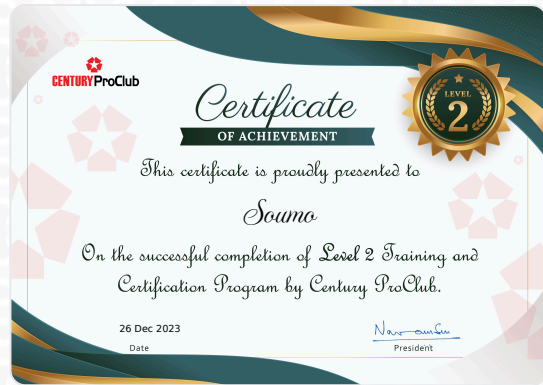 CENTURY ProClub
Certificate
OF ACHIEVEMENT
LEVEL
2
This certificate is proudly presented to
Soumo
On the successful completion of Level 2 Training and
Certification Program by Century ProClub.
26 Dec 2023
Date
President